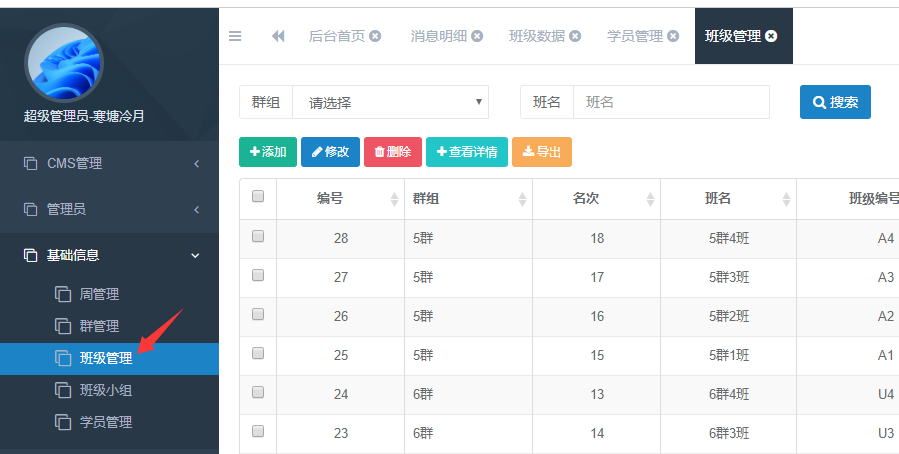 超级管理员-寒塘冷月
CMS管理
管理员
基础信息
周管理
群管理
班级管理
班级小组
学员管理
后台首页 消息明细 班级数据 学员管理 班级管理
群组 请选择 班名 班名 搜索
添加 修改 删除 查看详情 导出
编号 群组 名次 班名 班级编号
28 5群 18 5群4班 A4
27 5群 17 5群3班 A3
26 5群 16 5群2班 A2
25 5群 15 5群1班 A1
24 6群 13 6群4班 U4
23 6群 14 6群3班 U3